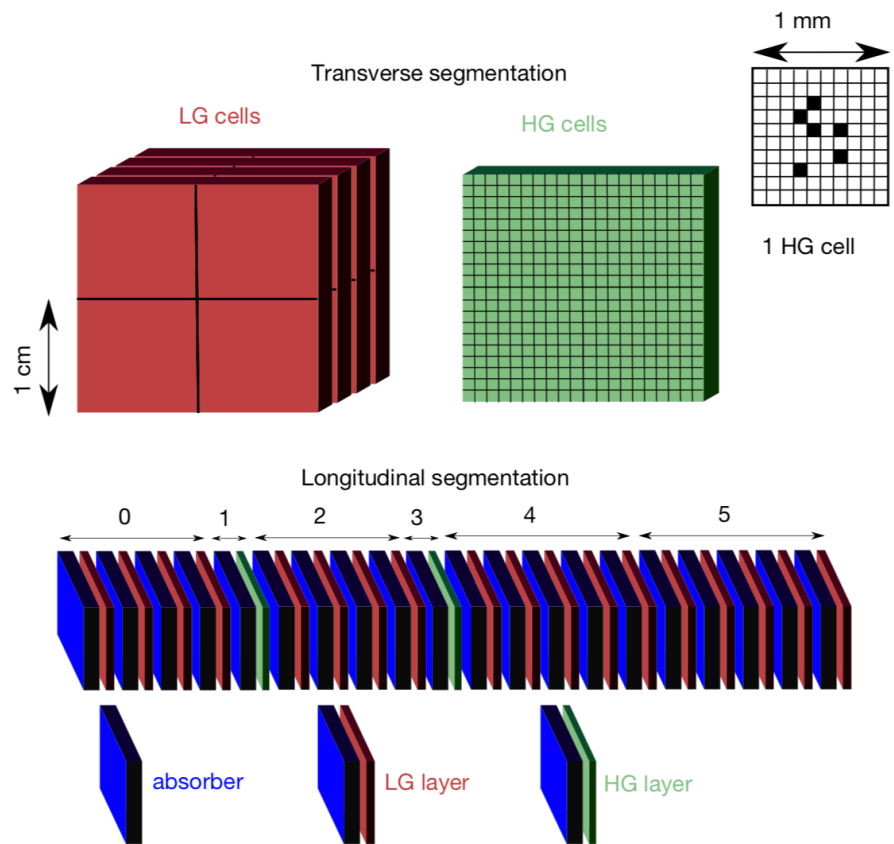 1 mm
Transverse segmentation
LG cells
HG cells
1 HG cell
1 cm
Longitudinal segmentation
0 1 2 3 4 5
absorber
LG layer
HG layer